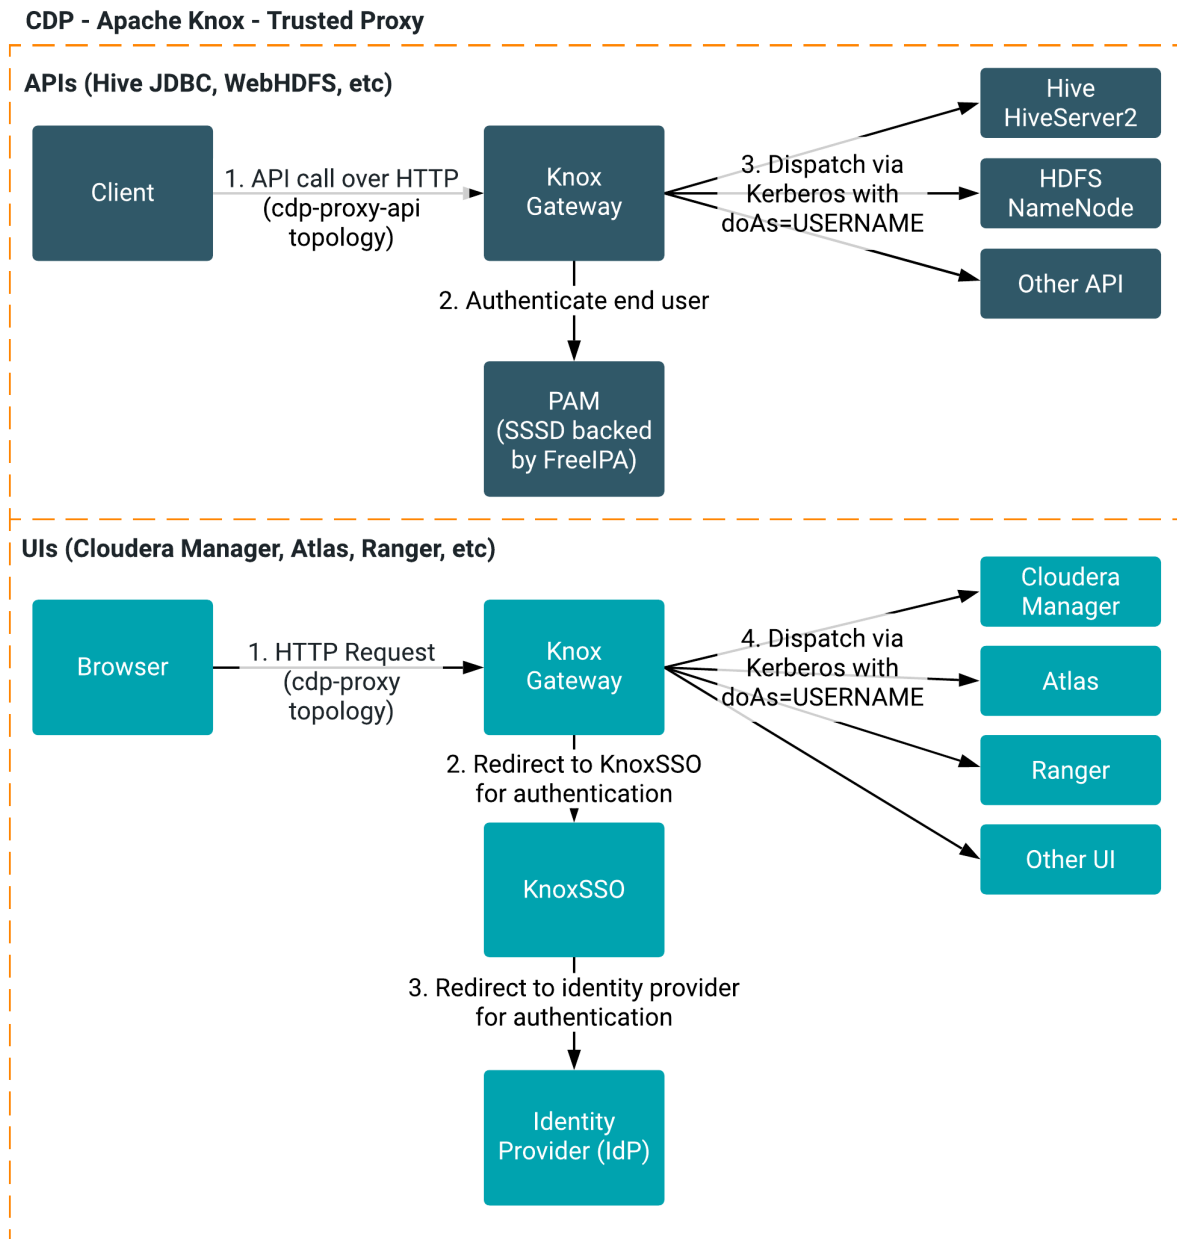 CDP - Apache Knox - Trusted Proxy
APIs (Hive JDBC, WebHDFS, etc)
Client
1. API call over HTTP
(cdp-proxy-api
topology)
Knox
Gateway
3. Dispatch via
Kerberos with
doAs=USERNAME
Hive
HiveServer2
HDFS
NameNode
Other API
2. Authenticate end user
PAM
(SSSD backed
by FreeIPA)
UIs (Cloudera Manager, Atlas, Ranger, etc)
Browser
1. HTTP Request
(cdp-proxy
topology)
Knox
Gateway
4. Dispatch via
Kerberos with
doAs=USERNAME
Cloudera
Manager
Atlas
Ranger
Other UI
2. Redirect to KnoxSSO
for authentication
KnoxSSO
3. Redirect to identity provider
for authentication
Identity
Provider (IdP)